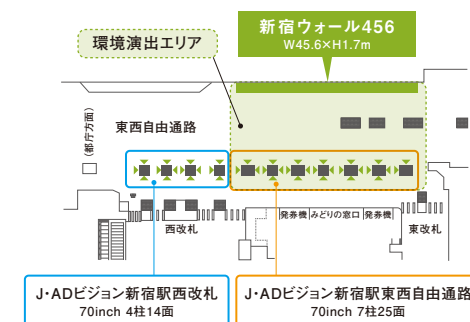 新宿ウォール456
W45.6×H1.7m
環境演出エリア
(都庁方面)
東西自由通路
発券機
みどりの窓口
発券機
西改札
東改札
J・ADビジョン新宿駅西改札
70inch 4柱14面
J・ADビジョン新宿駅東西自由通路
70inch 7柱25面